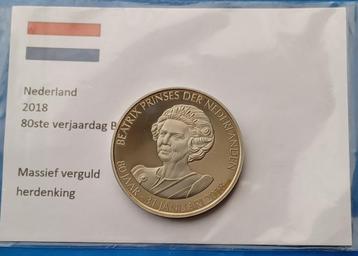 Nederland
2018
80ste verjaardag B
Massief verguld
herdenking
BEATRIX PRINSES DER NEDERLANDEN
80 JAAR 31 JANUARI